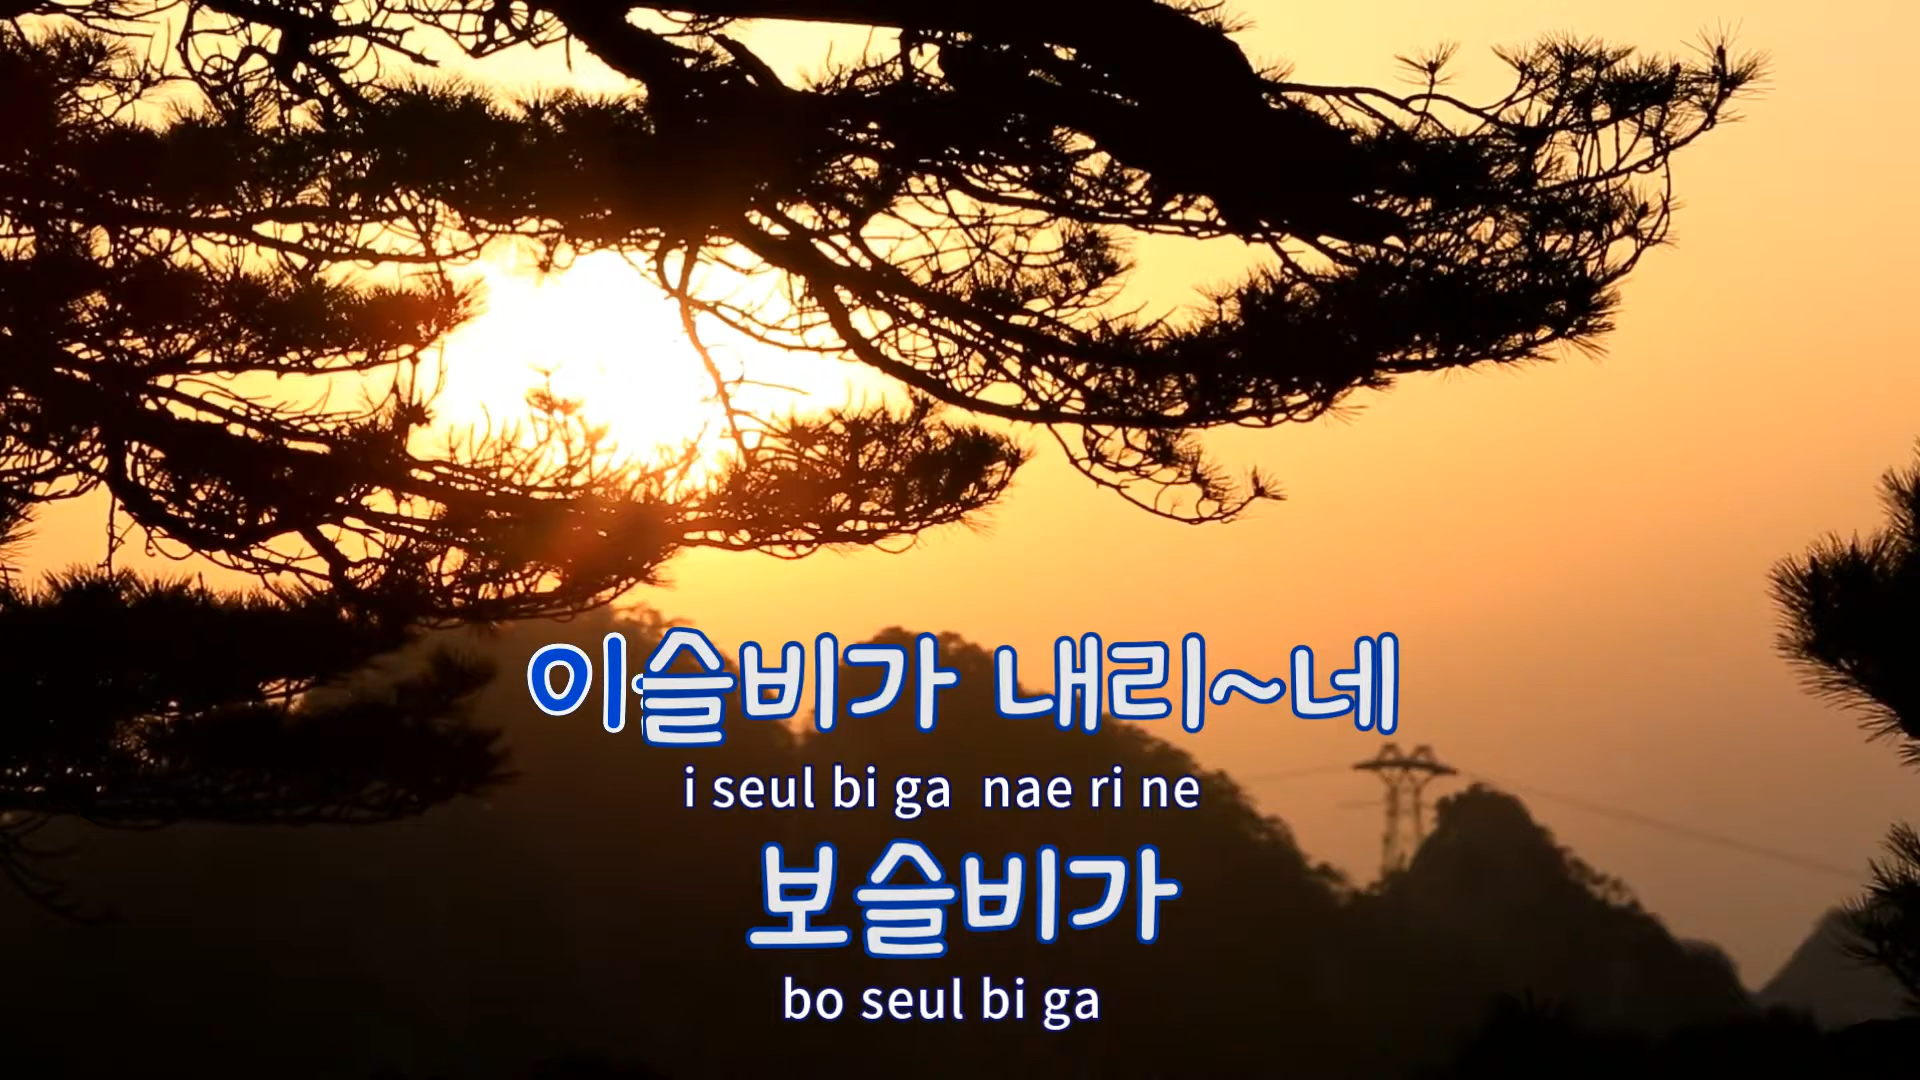 이슬비가 내리~네
i seul bi ga nae ri ne
보슬비가
bo seul bi ga